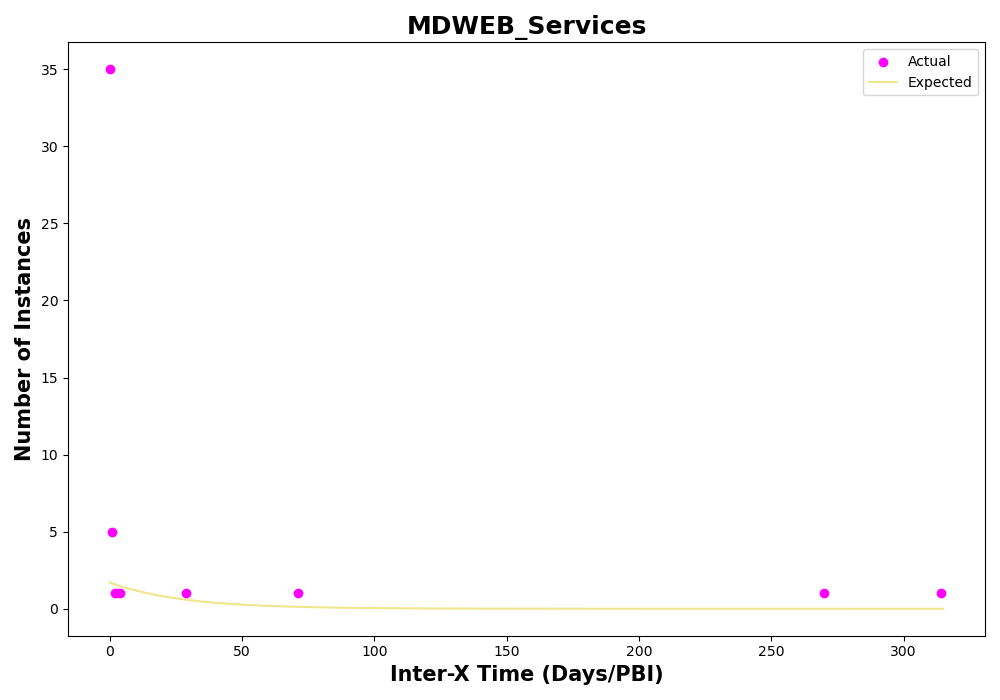 MDWEB_Services
Actual
Expected
Number of Instances
35
30
25
20
15
10
5
0
0 50 100 150 200 250 300
Inter-X Time (Days/PBI)